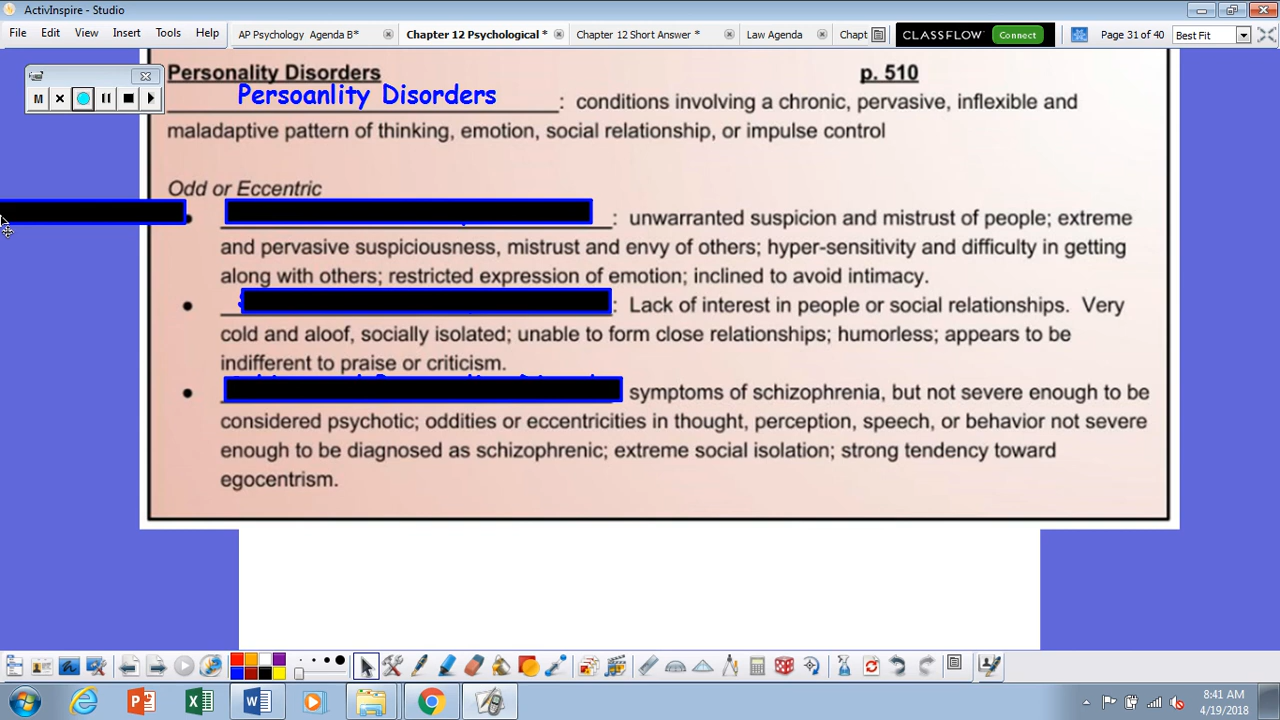 ActivInspire - Studio
File Edit View Insert Tools Help AP Psychology Agenda B* Chapter 12 Psychological * Chapter 12 Short Answer * Law Agenda Chapt CLASSFLOW Connect Page 31 of 40 Best Fit
M
Personality Disorders p. 510
Persoanlity Disorders : conditions involving a chronic, pervasive, inflexible and
maladaptive pattern of thinking, emotion, social relationship, or impulse control
Odd or Eccentric
: unwarranted suspicion and mistrust of people; extreme
and pervasive suspiciousness, mistrust and envy of others; hyper-sensitivity and difficulty in getting
along with others; restricted expression of emotion; inclined to avoid intimacy.
: Lack of interest in people or social relationships. Very
cold and aloof, socially isolated; unable to form close relationships; humorless; appears to be
indifferent to praise or criticism.
symptoms of schizophrenia, but not severe enough to be
considered psychotic; oddities or eccentricities in thought, perception, speech, or behavior not severe
enough to be diagnosed as schizophrenic; extreme social isolation; strong tendency toward
egocentrism.
8:41 AM
4/19/2018